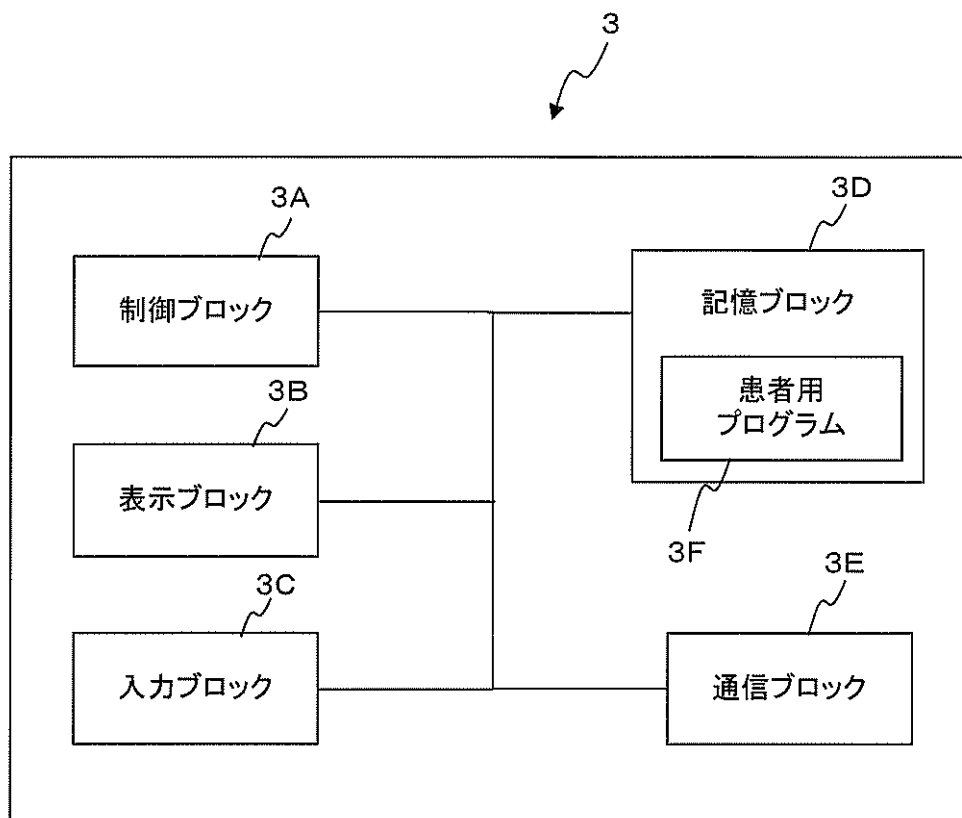 3
3A
制御ブロック
3D
記憶ブロック
患者用
プログラム
3F
3B
表示ブロック
3C
入力ブロック
3E
通信ブロック